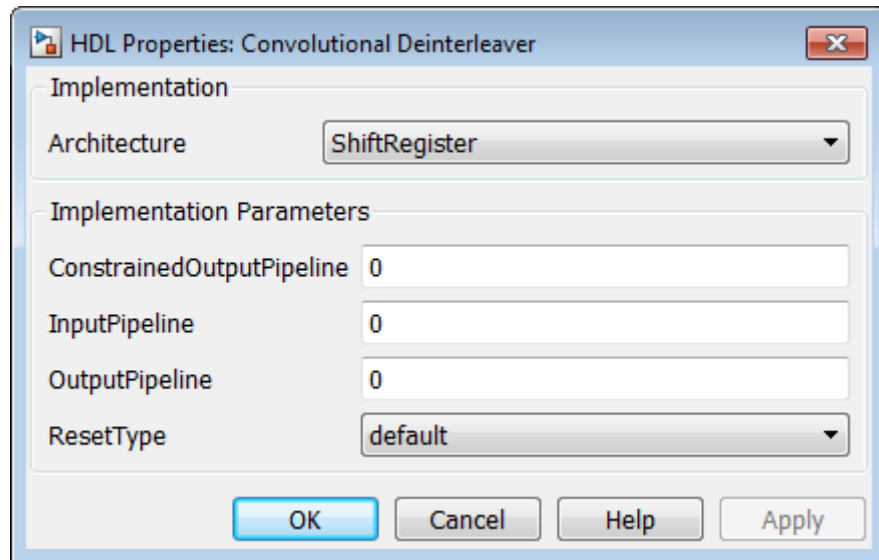 HDL Properties: Convolutional Deinterleaver
Implementation
Architecture ShiftRegister
Implementation Parameters
ConstrainedOutputPipeline 0
InputPipeline 0
OutputPipeline 0
ResetType default
OK Cancel Help Apply